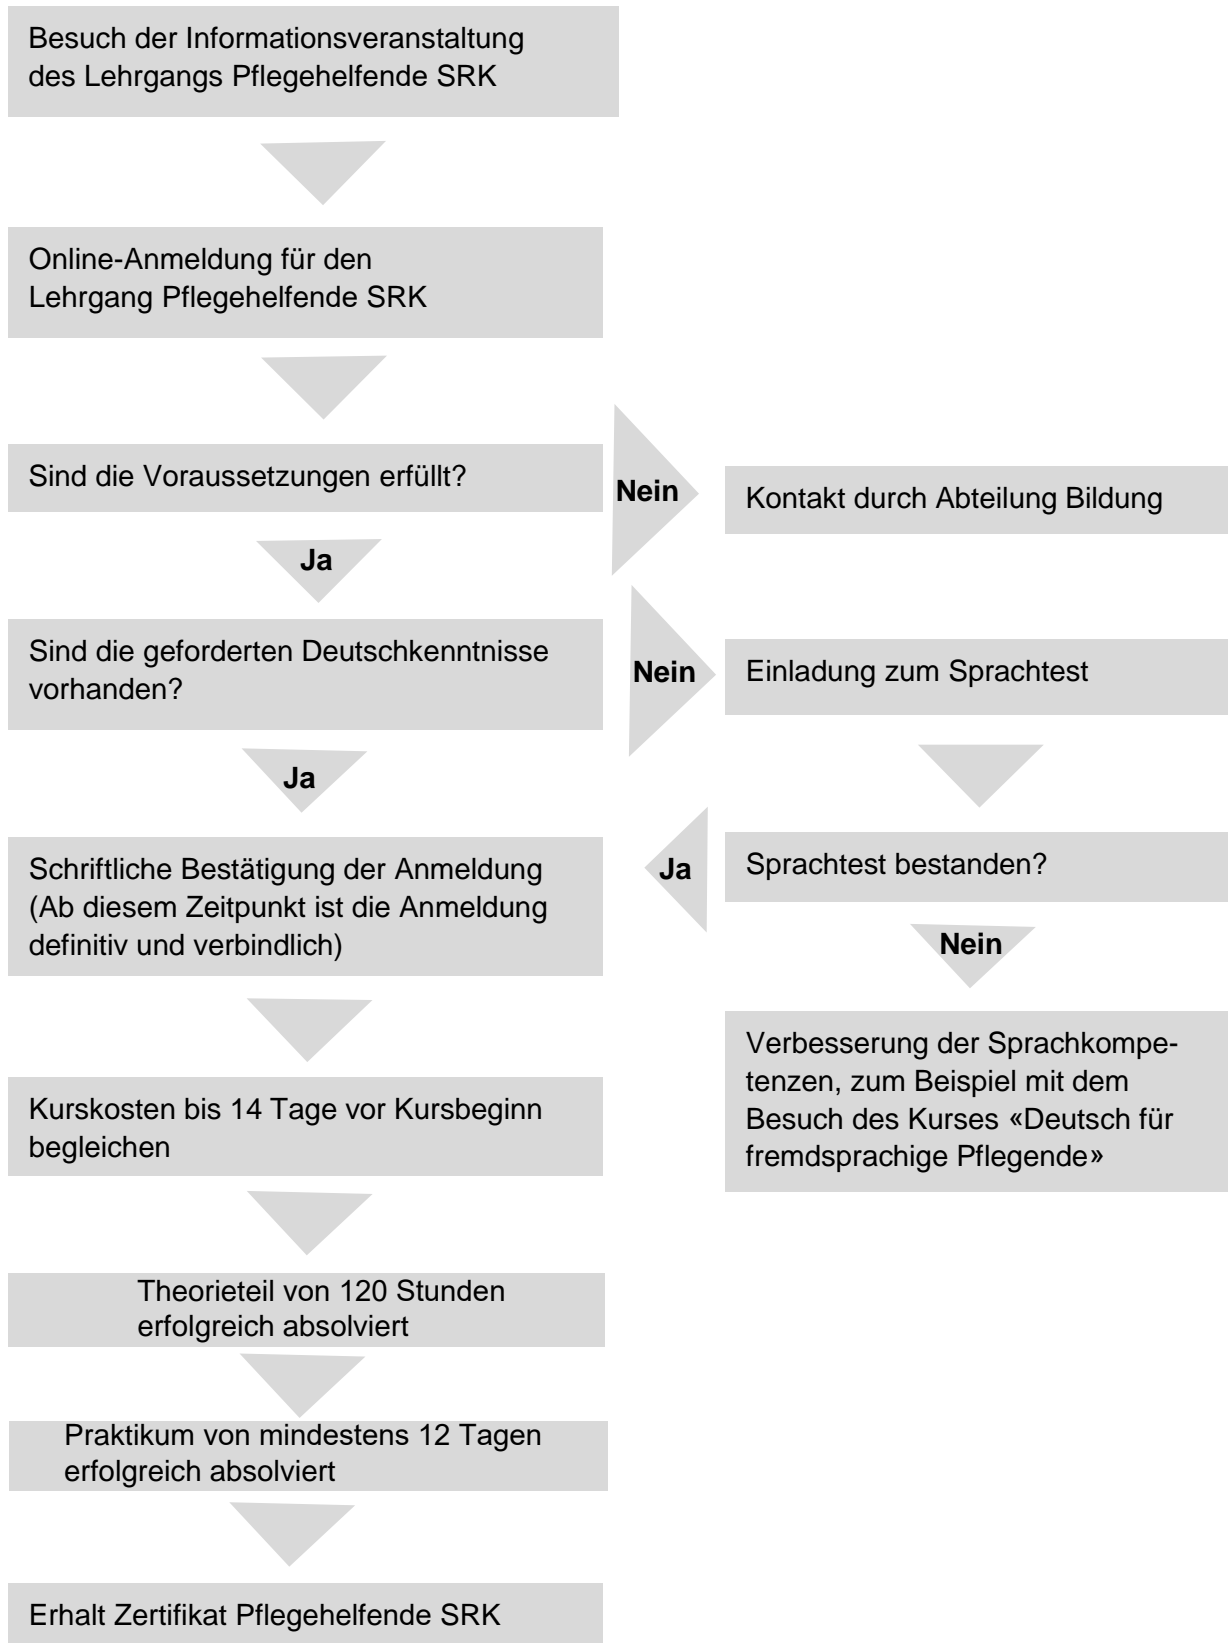 Besuch der Informationsveranstaltung
des Lehrgangs Pflegehelfende SRK
Online-Anmeldung für den
Lehrgang Pflegehelfende SRK
Sind die Voraussetzungen erfüllt?
Nein
Kontakt durch Abteilung Bildung
Ja
Sind die geforderten Deutschkenntnisse
vorhanden?
Nein
Einladung zum Sprachtest
Ja
Schriftliche Bestätigung der Anmeldung
(Ab diesem Zeitpunkt ist die Anmeldung
definitiv und verbindlich)
Ja
Sprachtest bestanden?
Nein
Verbesserung der Sprachkompe-
tenzen, zum Beispiel mit dem
Besuch des Kurses «Deutsch für
fremdsprachige Pflegende»
Kurskosten bis 14 Tage vor Kursbeginn
begleichen
Theorieteil von 120 Stunden
erfolgreich absolviert
Praktikum von mindestens 12 Tagen
erfolgreich absolviert
Erhalt Zertifikat Pflegehelfende SRK